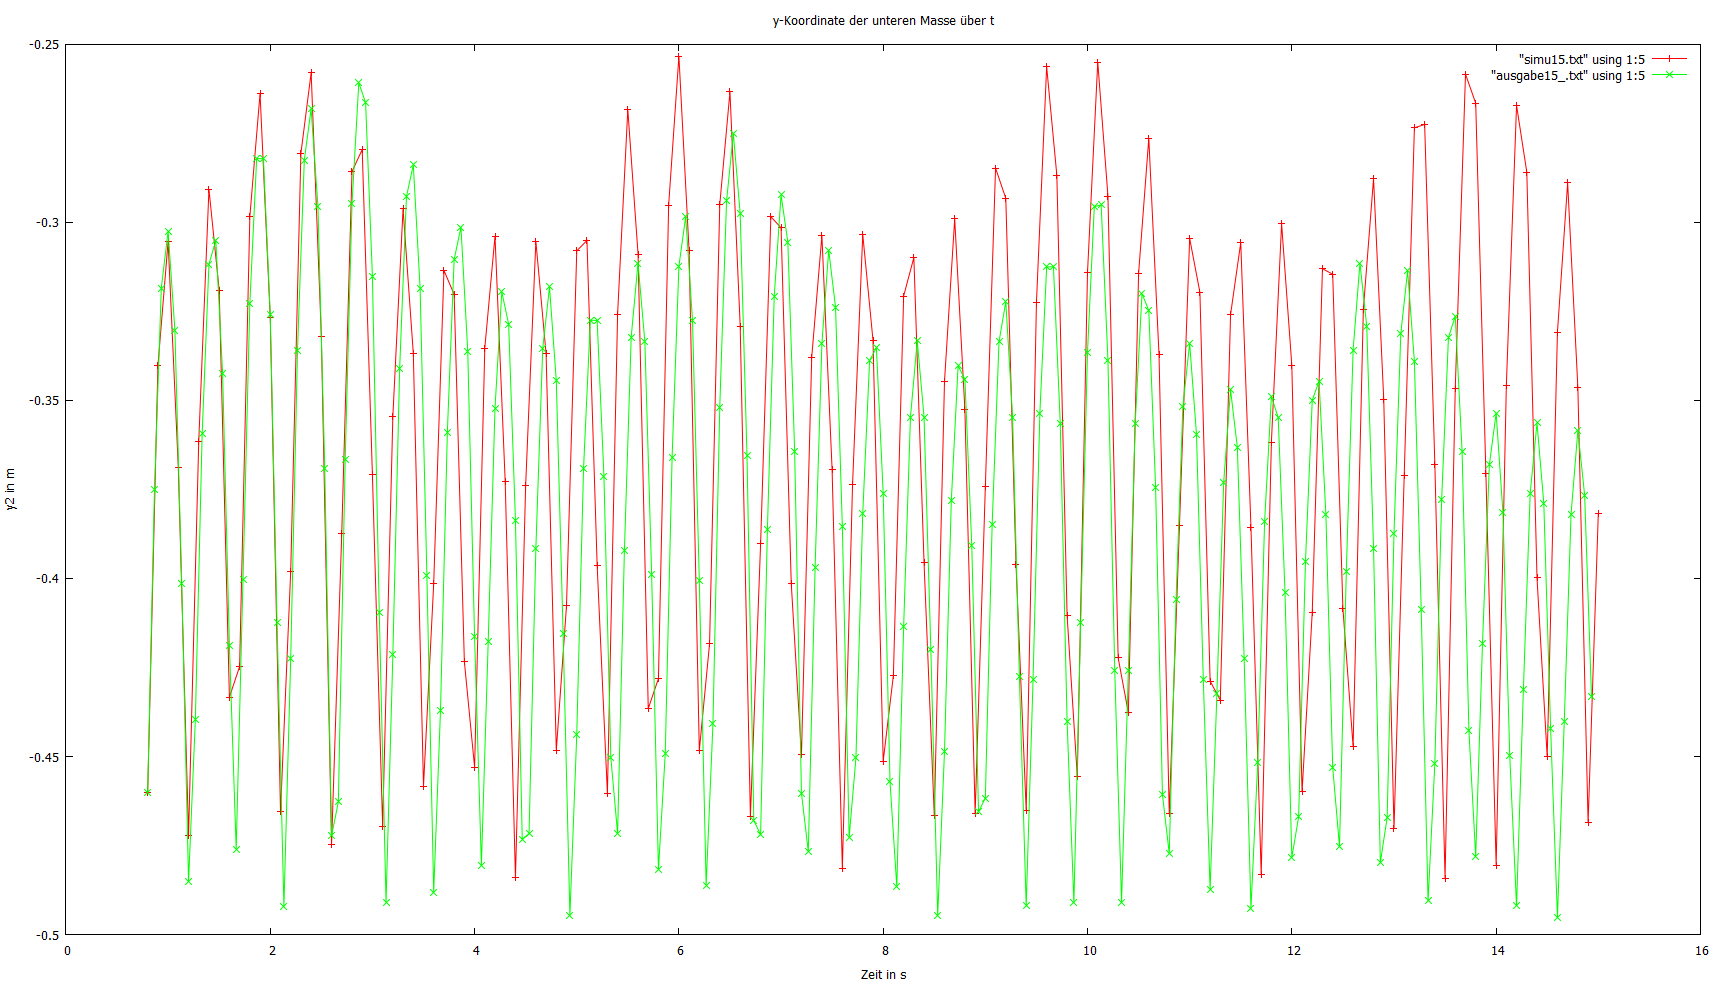 y-Koordinate der unteren Masse über t
"simu15.txt" using 1:5
"ausgabe15_.txt" using 1:5
-0.25
-0.3
-0.35
-0.4
-0.45
-0.5
y2 in m
0 2 4 6 8 10 12 14 16
Zeit in s